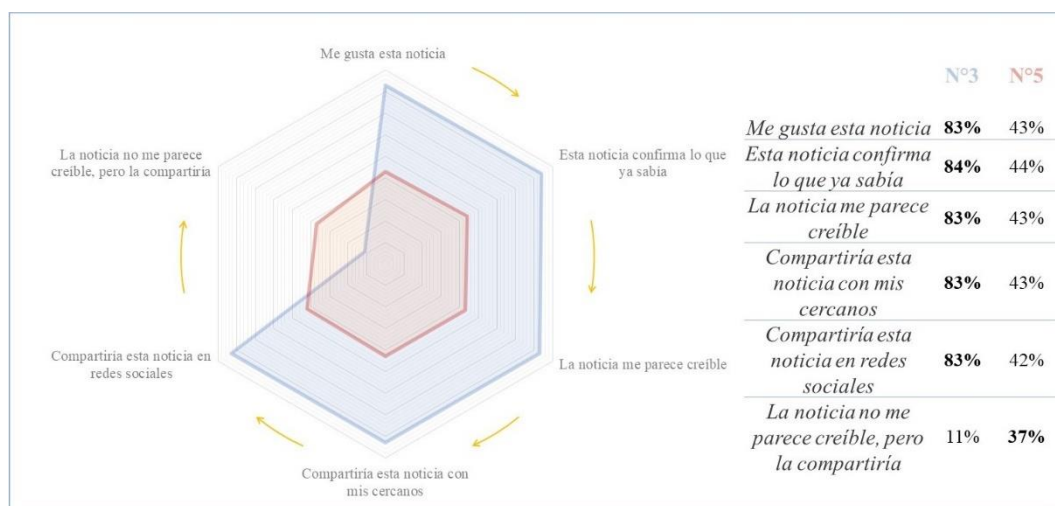 Me gusta esta noticia
Esta noticia confirma lo que
ya sabía
La noticia me parece creíble
Compartiría esta noticia con
mis cercanos
Compartiría esta noticia en
redes sociales
La noticia no me parece
creíble, pero la compartiría
N°3 N°5
Me gusta esta noticia 83% 43%
Esta noticia confirma
lo que ya sabía 84% 44%
La noticia me parece
creíble 83% 43%
Compartiría esta
noticia con mis 83% 43%
cercanos
Compartiría esta
noticia en redes 83% 42%
sociales
La noticia no me
parece creíble, pero 11% 37%
la compartiría